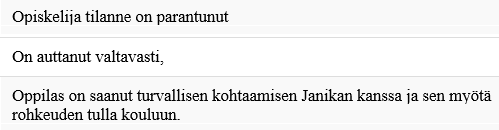 Opiskelija tilanne on parantunut
On auttanut valtavasti,
Oppilas on saanut turvallisen kohtaamisen Janikan kanssa ja sen myötä
rohkeuden tulla kouluun.